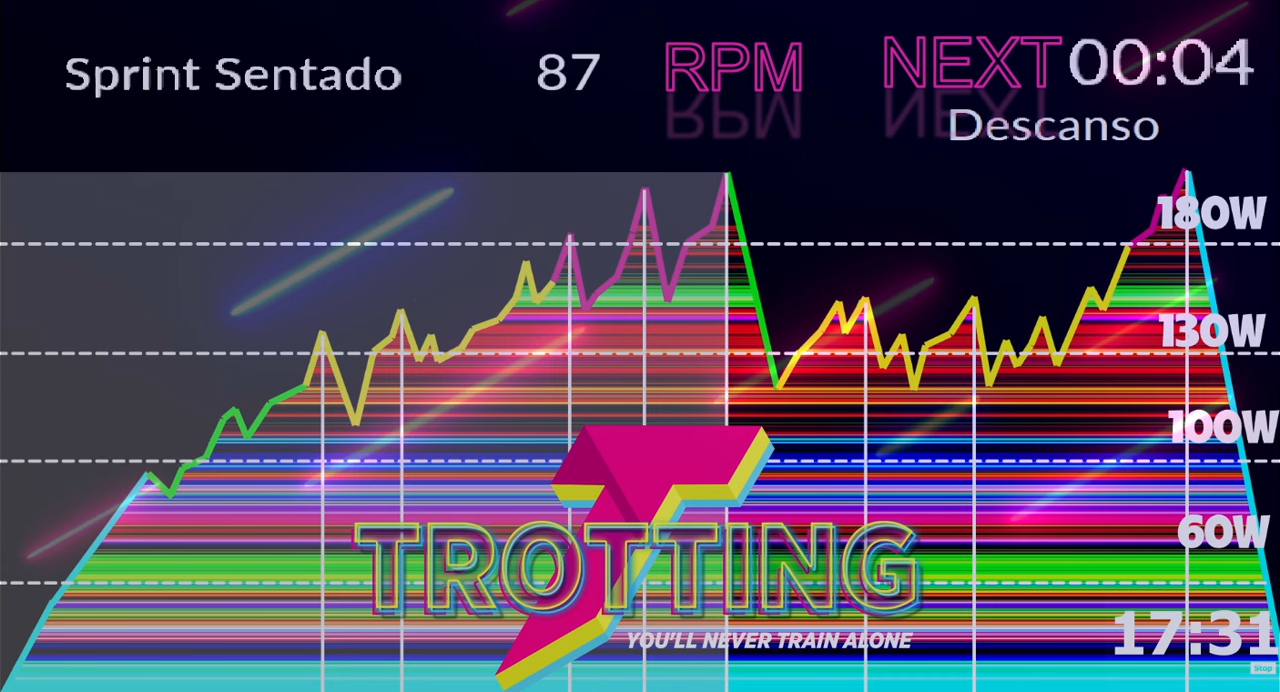 Sprint Sentado 87 RPM NEXT 00:04
Descanso
180W
130W
100W
60W
TROTTING
YOU'LL NEVER TRAIN ALONE
17:31
Stop